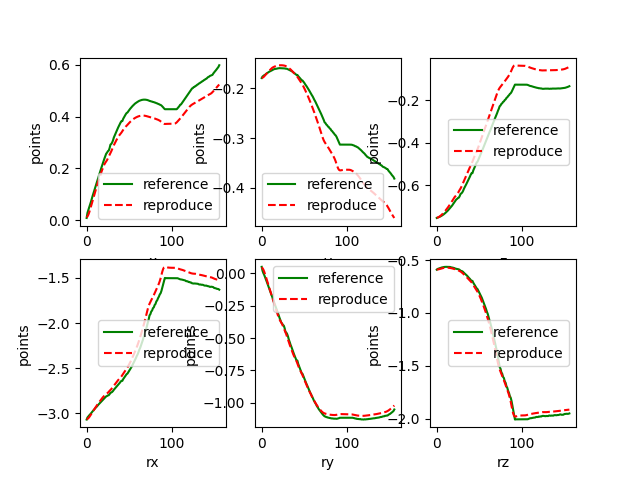 0.6
0.4
0.2
0.0
points
reference
reproduce
0
100
−0.2
−0.3
−0.4
points
reference
reproduce
0
100
−0.2
−0.4
−0.6
points
reference
reproduce
0
100
−1.5
−2.0
−2.5
−3.0
points
reference
reproduce
0
100
rx
0.00
−0.25
−0.50
−0.75
−1.00
points
reference
reproduce
0
100
ry
−0.5
−1.0
−1.5
−2.0
points
reference
reproduce
0
100
rz